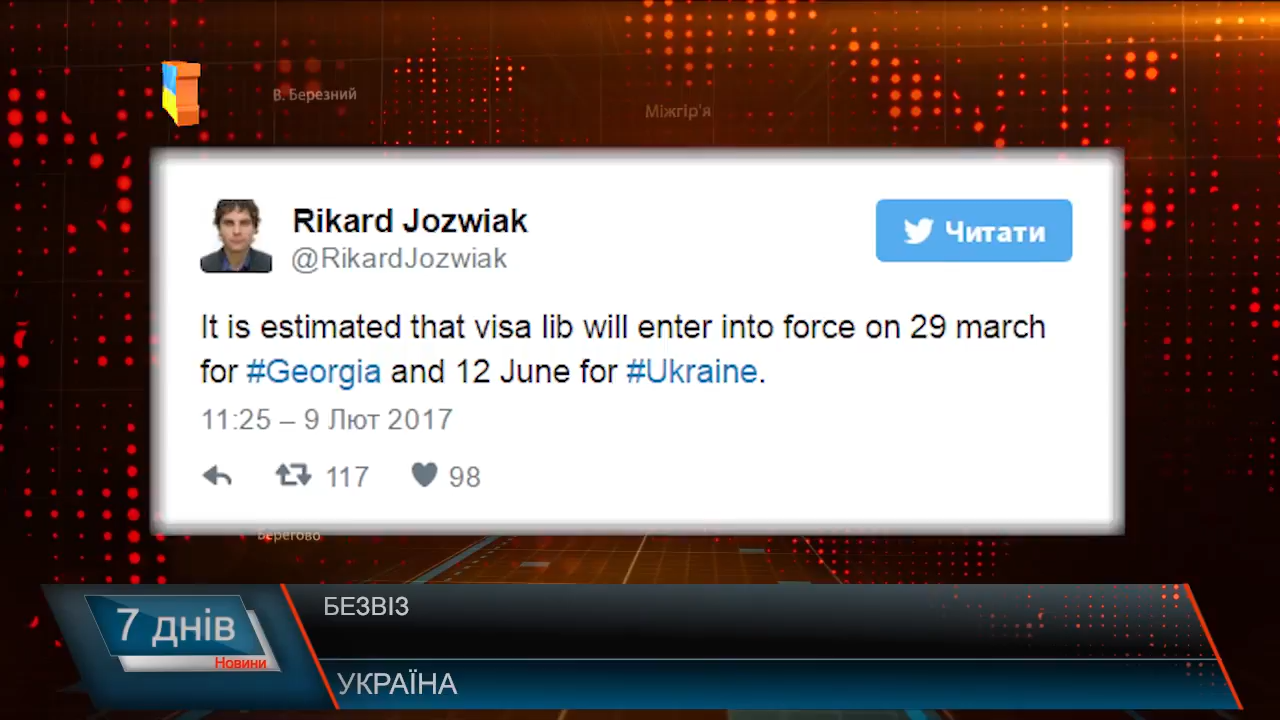 В. Березний
Міжгір'я
Rikard Jozwiak
@RikardJozwiak
Читати
It is estimated that visa lib will enter into force on 29 march
for #Georgia and 12 June for #Ukraine.
11:25 – 9 Лют 2017
117 98
Берегово
7 днів
Новини
БЕЗВІЗ
УКРАЇНА